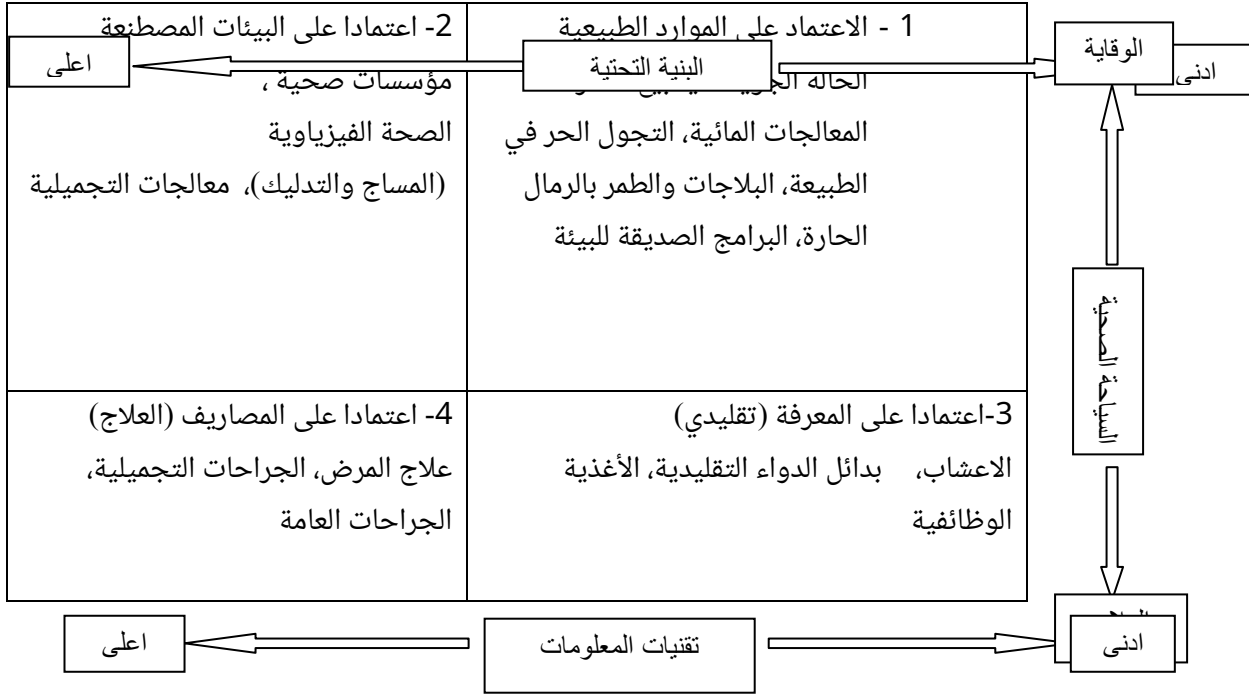 1 - الاعتماد على الموارد الطبيعية
المعالجات المائية، التجول الحر في
الطبيعة، البلاجات والطمر بالرمال
الحارة، البرامج الصديقة للبيئة
2- اعتمادا على البيئات المصطنعة
مؤسسات صحية ،
الصحة الفيزياوية
(المساج والتدليك)، معالجات التجميلية
البنية التحتية
اعلى
الوقاية
ادنى
السياحة الصحية
3-اعتمادا على المعرفة (تقليدي)
الاعشاب، بدائل الدواء التقليدية، الأغذية
الوظائفية
4- اعتمادا على المصاريف (العلاج)
علاج المرض، الجراحات التجميلية،
الجراحات العامة
ادنى
تقنيات المعلومات
اعلى